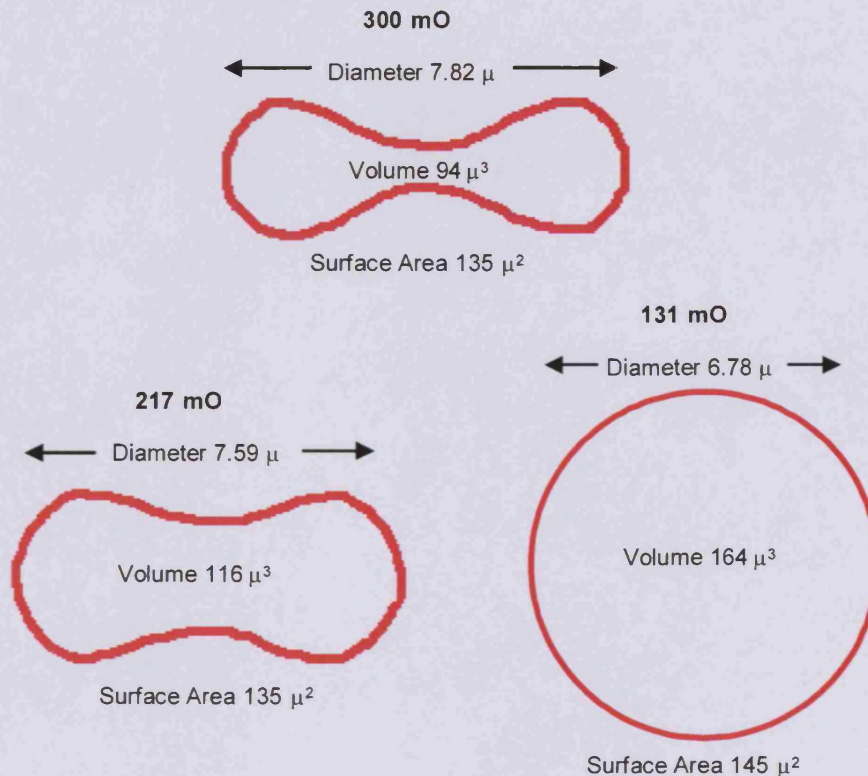 300 mO
Diameter 7.82 μ
Volume 94 μ³
Surface Area 135 μ²
131 mO
Diameter 6.78 μ
217 mO
Diameter 7.59 μ
Volume 164 μ³
Volume 116 μ³
Surface Area 135 μ²
Surface Area 145 μ²